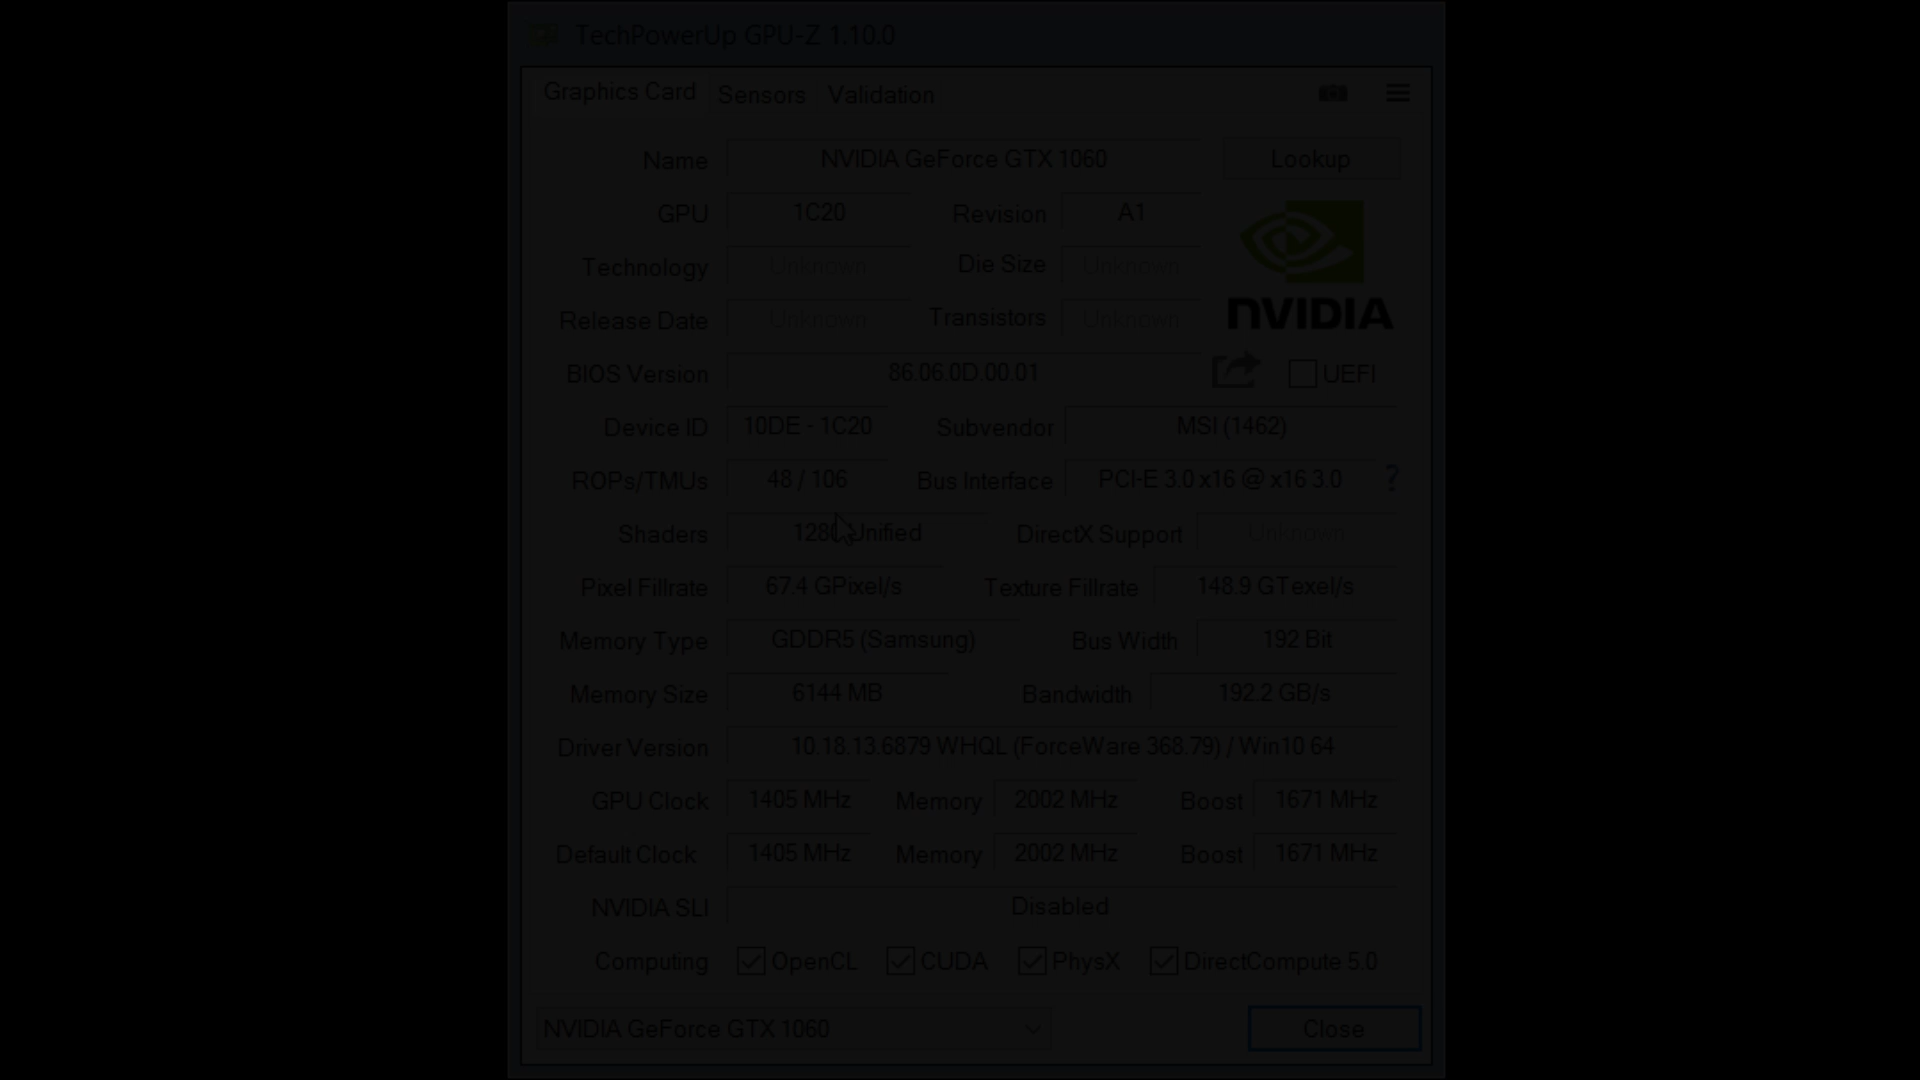 TechPowerUp GPU-Z 1.10.0
Graphics Card Sensors Validation
Name NVIDIA GeForce GTX 1060 Lookup
GPU 1C20 Revision A1
Technology Unknown Die Size Unknown
Release Date Unknown Transistors Unknown
NVIDIA
BIOS Version 86.06.0D.00.01 UEFI
Device ID 10DE - 1C20 Subvendor MSI (1462)
ROPs/TMUs 48 / 106 Bus Interface PCI-E 3.0 x16 @ x16 3.0 ?
Shaders 1280 Unified DirectX Support Unknown
Pixel Fillrate 67.4 GPixel/s Texture Fillrate 148.9 GTexel/s
Memory Type GDDR5 (Samsung) Bus Width 192 Bit
Memory Size 6144 MB Bandwidth 192.2 GB/s
Driver Version 10.18.13.6879 WHQL (ForceWare 368.79) / Win10 64
GPU Clock 1405 MHz Memory 2002 MHz Boost 1671 MHz
Default Clock 1405 MHz Memory 2002 MHz Boost 1671 MHz
NVIDIA SLI Disabled
Computing OpenCL CUDA PhysX DirectCompute 5.0
NVIDIA GeForce GTX 1060 Close